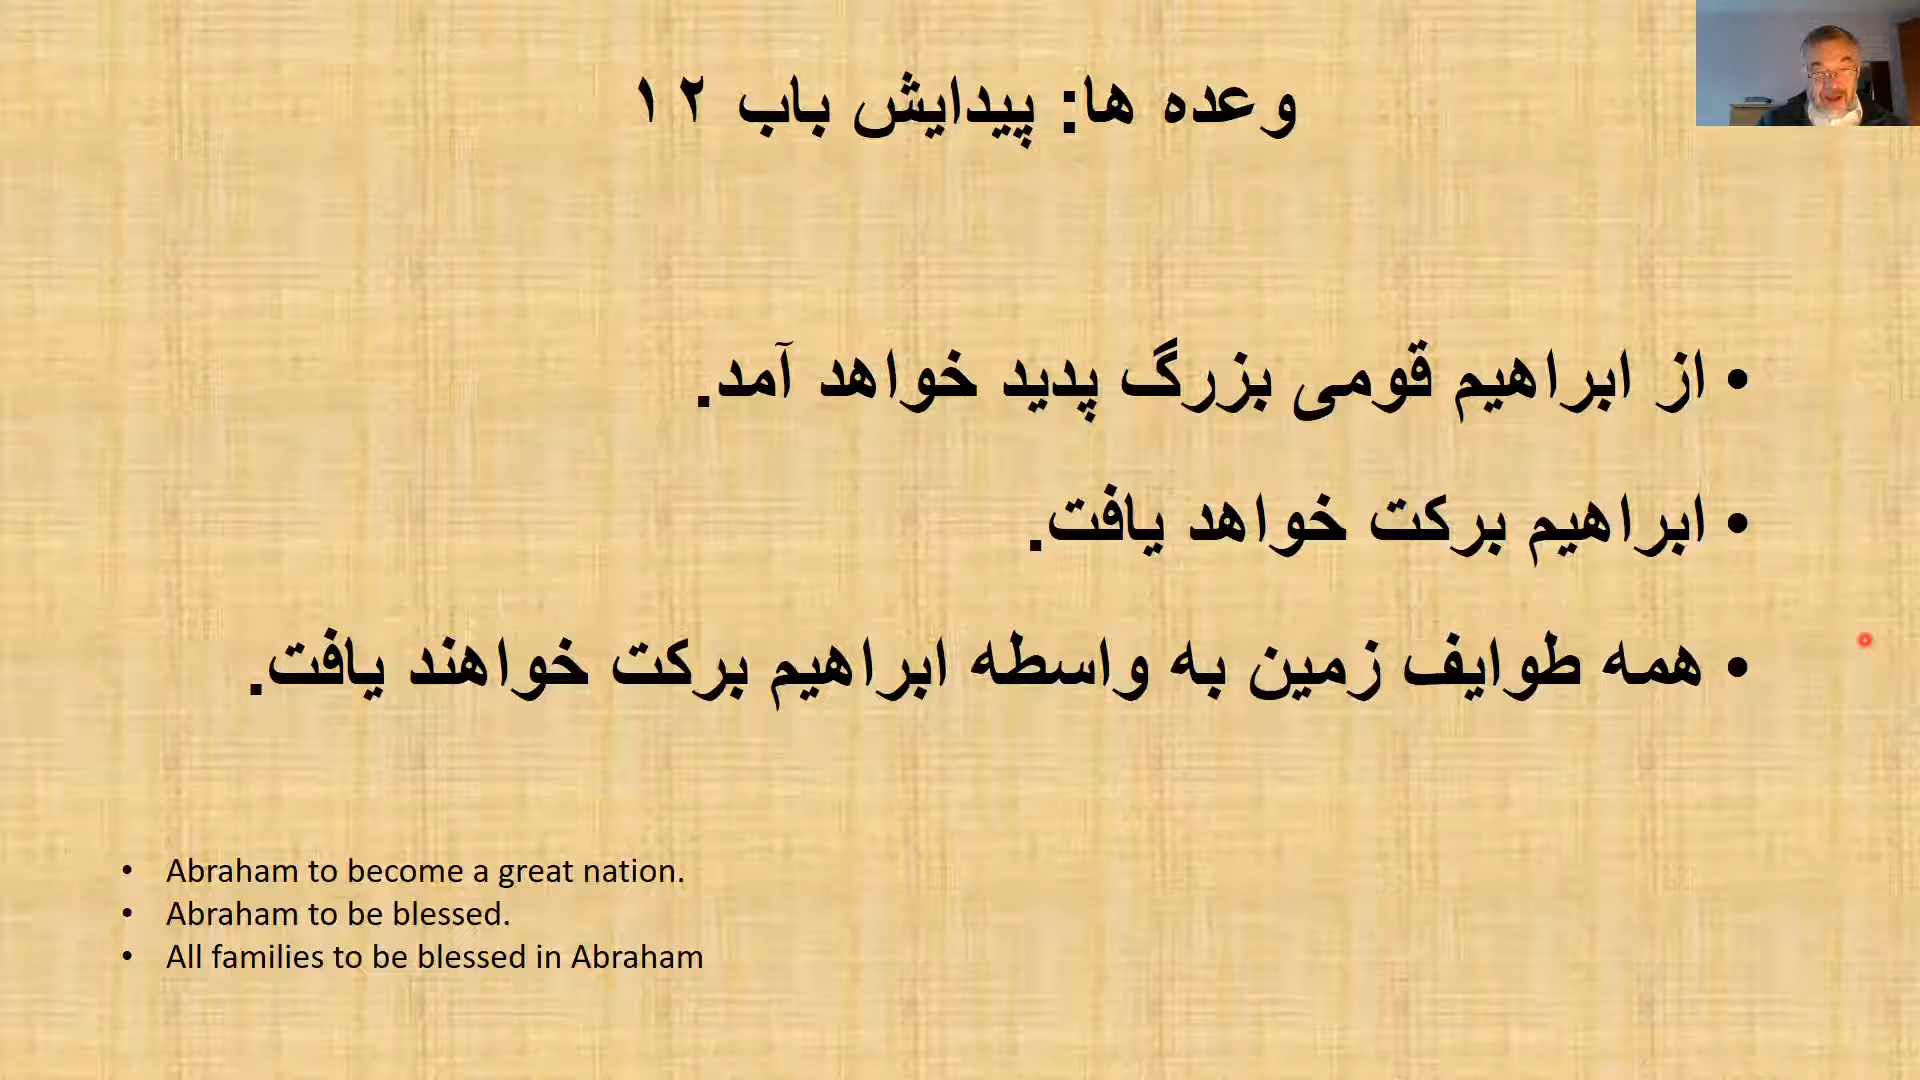 وعده ها: پیدایش باب ۱۲
• از ابراهیم قومی بزرگ پدید خواهد آمد.
• ابراهیم برکت خواهد یافت.
• همه طوایف زمین به واسطه ابراهیم برکت خواهند یافت.
• Abraham to become a great nation.
• Abraham to be blessed.
• All families to be blessed in Abraham